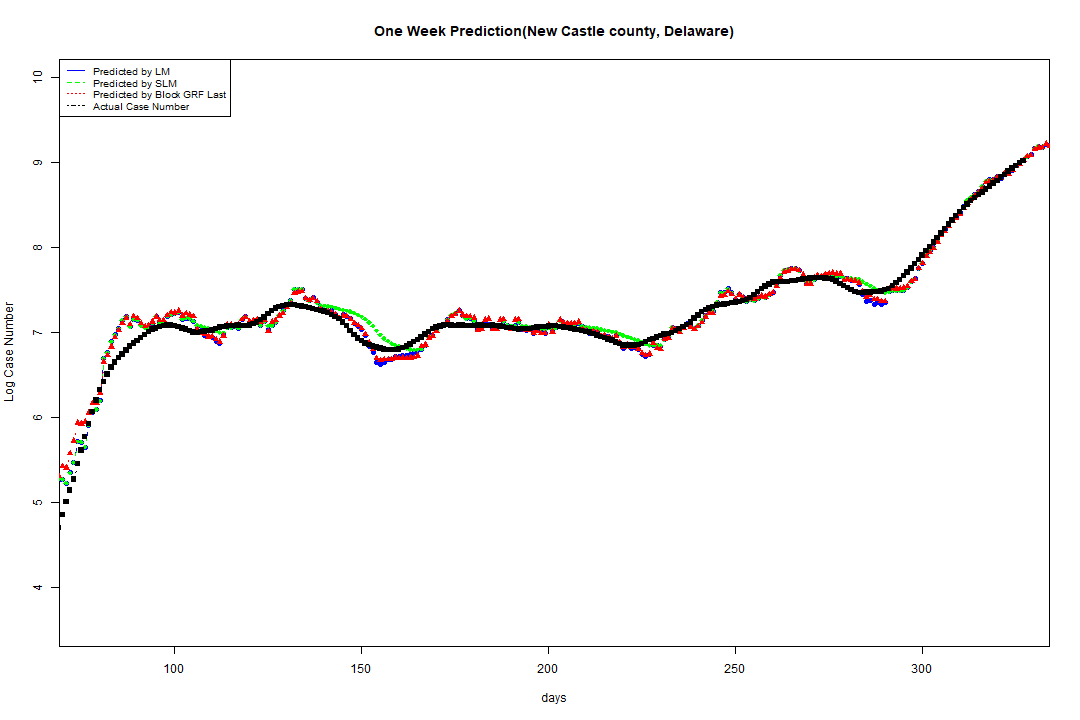 One Week Prediction(New Castle county, Delaware)
Predicted by LM
Predicted by SLM
Predicted by Block GRF Last
Actual Case Number
10
9
8
7
6
5
4
Log Case Number
100 150 200 250 300
days